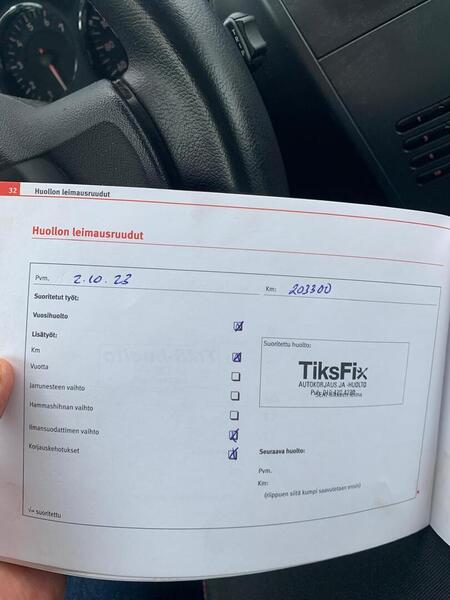 32 Huollon leimausruudut
Huollon leimausruudut
Pvm. 2.10.23 Km: 203300
Suoritetut työt:
Vuosihuolto
Lisätyöt:
Km
Vuotta
Jarrunesteen vaihto
Hammashihnan vaihto
Ilmansuodattimen vaihto
Korjauskehotukset
√= suoritettu
Suoritettu huolto:
TiksFix
AUTOKORJAUS JA -HUOLTO
Seuraava huolto:
Pvm.
Km:
(riippuen siitä kumpi saavutetaan ensin)